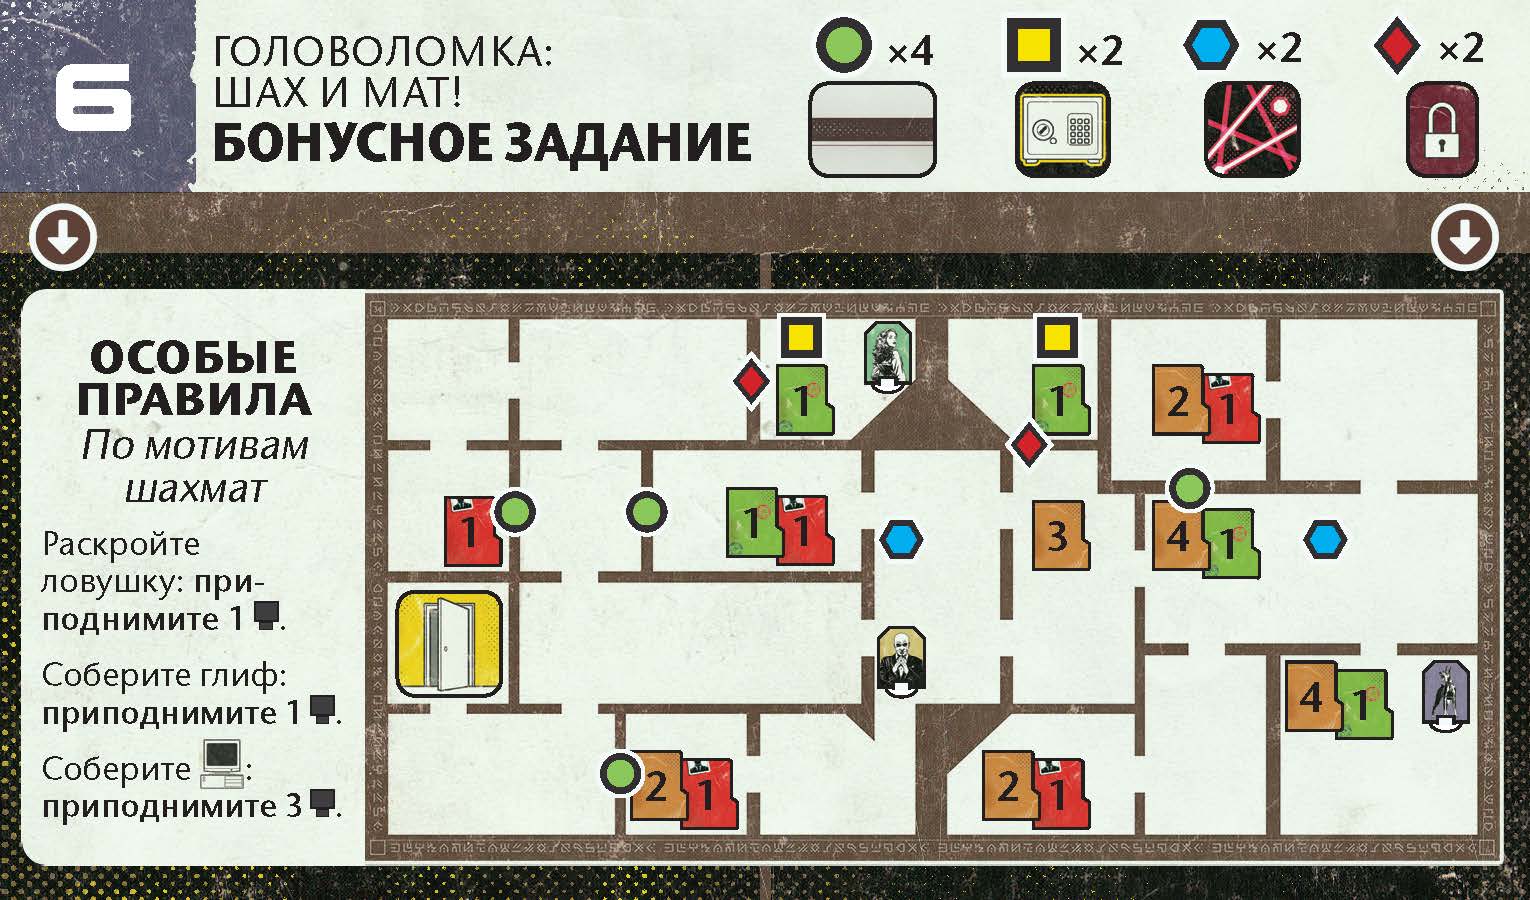 6
ГОЛОВОЛОМКА:
ШАХ И МАТ!
БОНУСНОЕ ЗАДАНИЕ
×4
×2
×2
×2
ОСОБЫЕ
ПРАВИЛА
По мотивам
шахмат
Раскройте
ловушку: при-
поднимите 1.
Соберите глиф:
приподнимите 1.
Соберите :
приподнимите 3.
1
1
2 1
1
1 1
3
4 1
4 1
2 1
2 1